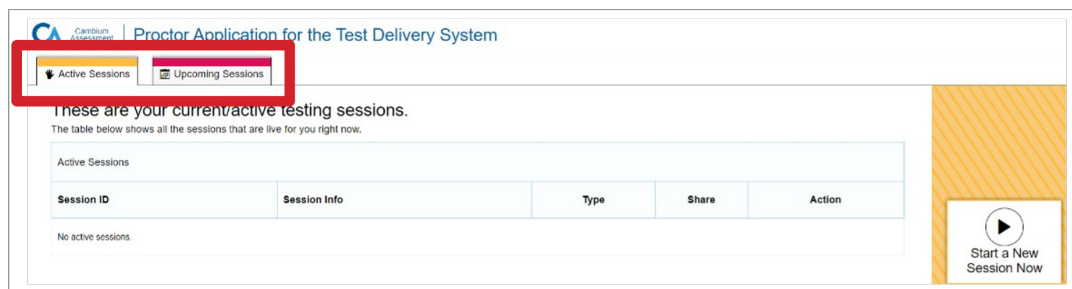 Cambium
Assessment
Proctor Application for the Test Delivery System
Active Sessions
Upcoming Sessions
These are your current/active testing sessions.
The table below shows all the sessions that are live for you right now.
Active Sessions
Session ID Session Info Type Share Action
No active sessions.
Start a New
Session Now